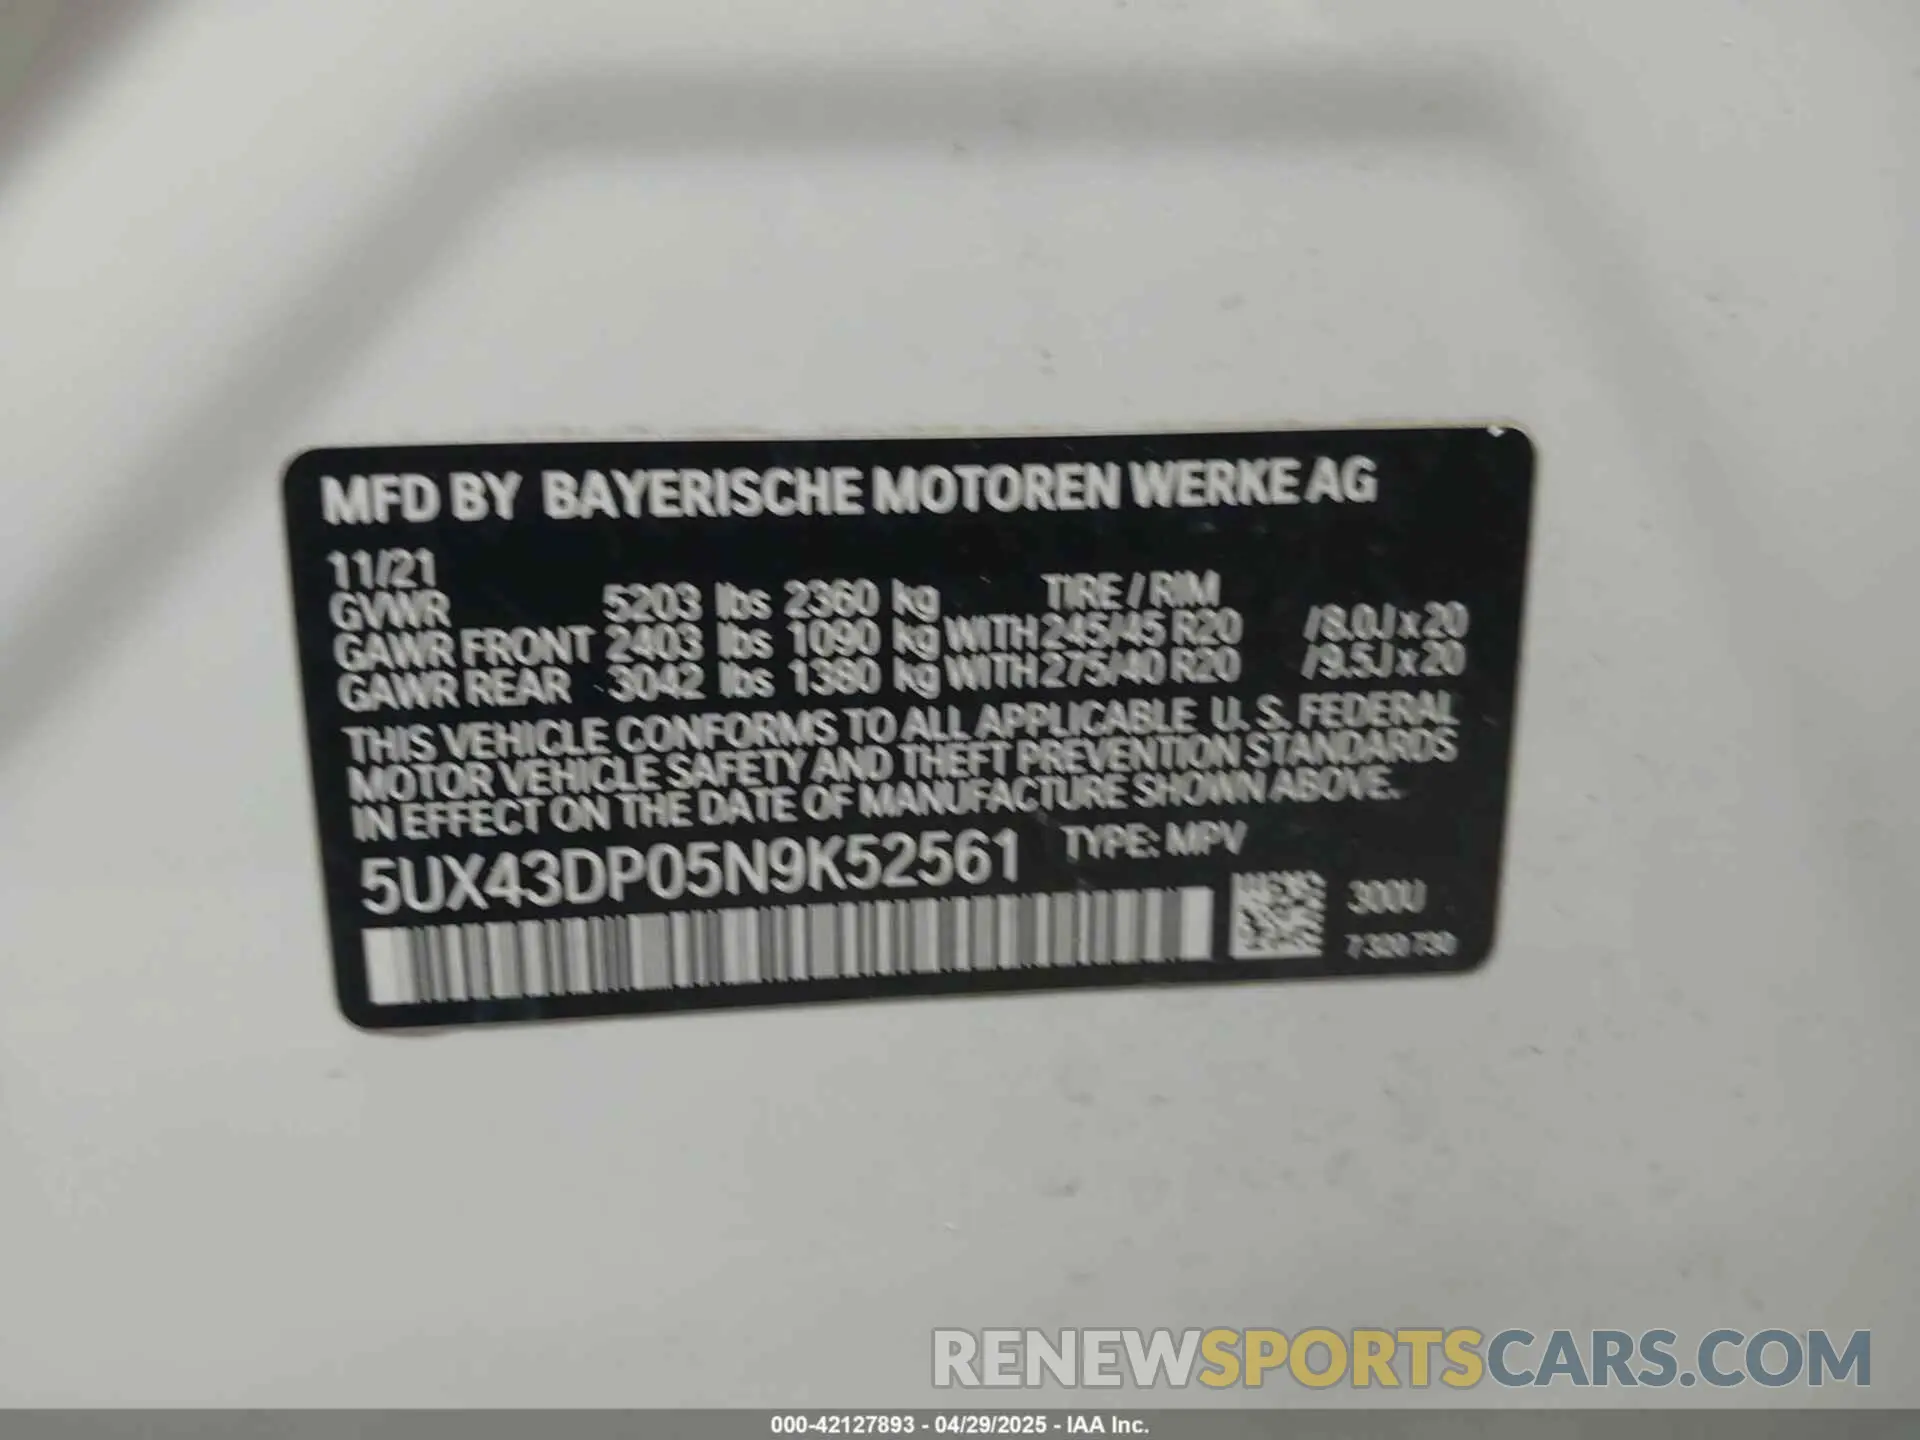 MFD BY BAYERISCHE MOTOREN WERKE AG
11/21
GVWR 5203 lbs 2360 kg TIRE / RIM
GAWR FRONT 2403 lbs 1090 kg WITH 245/45 R20 /8.0J x 20
GAWR REAR 3042 lbs 1380 kg WITH 275/40 R20 /9.5J x 20
THIS VEHICLE CONFORMS TO ALL APPLICABLE U. S. FEDERAL
MOTOR VEHICLE SAFETY AND THEFT PREVENTION STANDARDS
IN EFFECT ON THE DATE OF MANUFACTURE SHOWN ABOVE.
5UX43DP05N9K52561 TYPE: MPV
300U
7320730
RENEWSPORTSCARS.COM
000-42127893 - 04/29/2025 - IAA Inc.